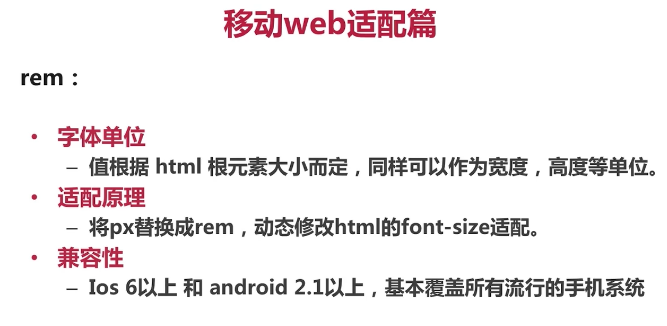 移动web适配篇
rem：
• 字体单位
– 值根据 html 根元素大小而定，同样可以作为宽度，高度等单位。
• 适配原理
– 将px替换成rem，动态修改html的font-size适配。
• 兼容性
– Ios 6以上 和 android 2.1以上，基本覆盖所有流行的手机系统